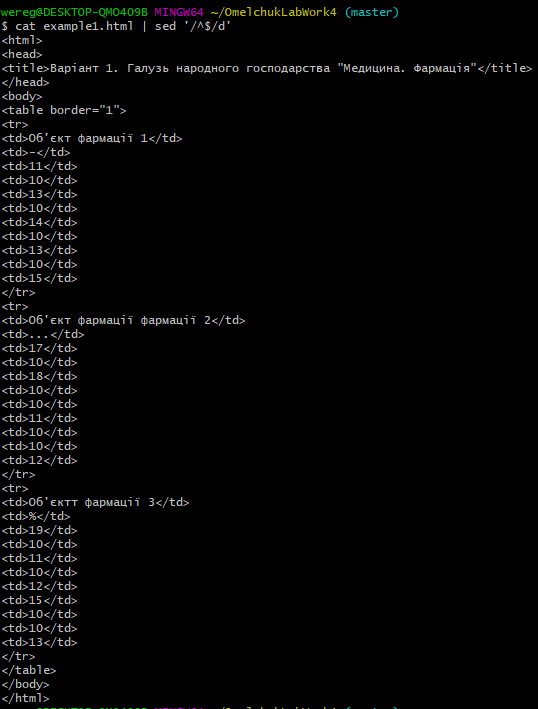 wereg@DESKTOP-QMO4O9B MINGW64 ~/OmelchukLabWork4 (master)
$ cat example1.html | sed '/^$/d'
<html>
<head>
<title>Варіант 1. Галузь народного господарства "Медицина. Фармація"</title>
</head>
<body>
<table border="1">
<tr>
<td>Об'єкт фармації 1</td>
<td>-</td>
<td>11</td>
<td>10</td>
<td>13</td>
<td>10</td>
<td>14</td>
<td>10</td>
<td>13</td>
<td>10</td>
<td>15</td>
</tr>
<tr>
<td>Об'єкт фармації фармації 2</td>
<td>...</td>
<td>17</td>
<td>10</td>
<td>18</td>
<td>10</td>
<td>10</td>
<td>11</td>
<td>10</td>
<td>10</td>
<td>12</td>
</tr>
<tr>
<td>Об'єктт фармації 3</td>
<td>%</td>
<td>19</td>
<td>10</td>
<td>11</td>
<td>10</td>
<td>12</td>
<td>15</td>
<td>10</td>
<td>10</td>
<td>13</td>
</tr>
</table>
</body>
</html>